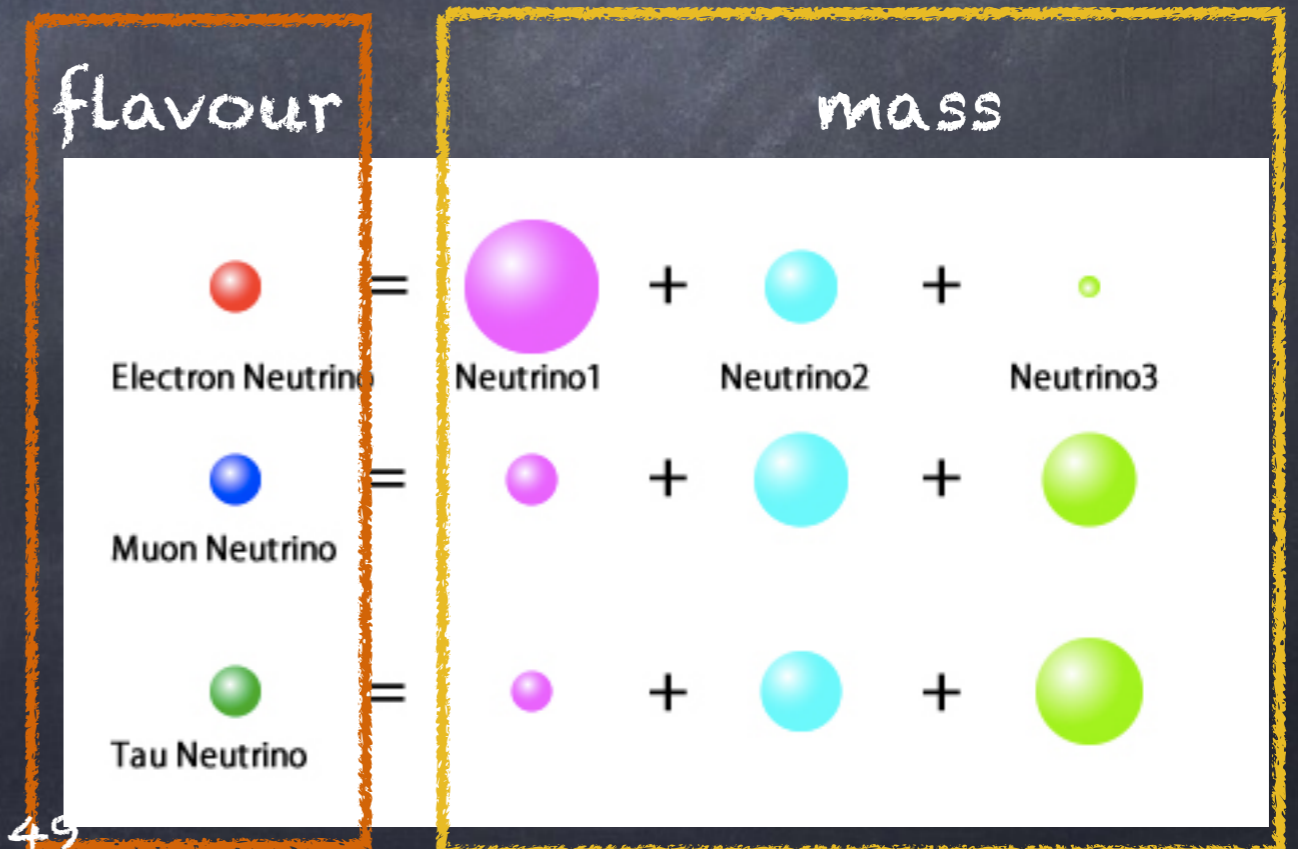 flavour mass
= + +
Electron Neutrino Neutrino1 Neutrino2 Neutrino3
= + +
Muon Neutrino
= + +
Tau Neutrino
49